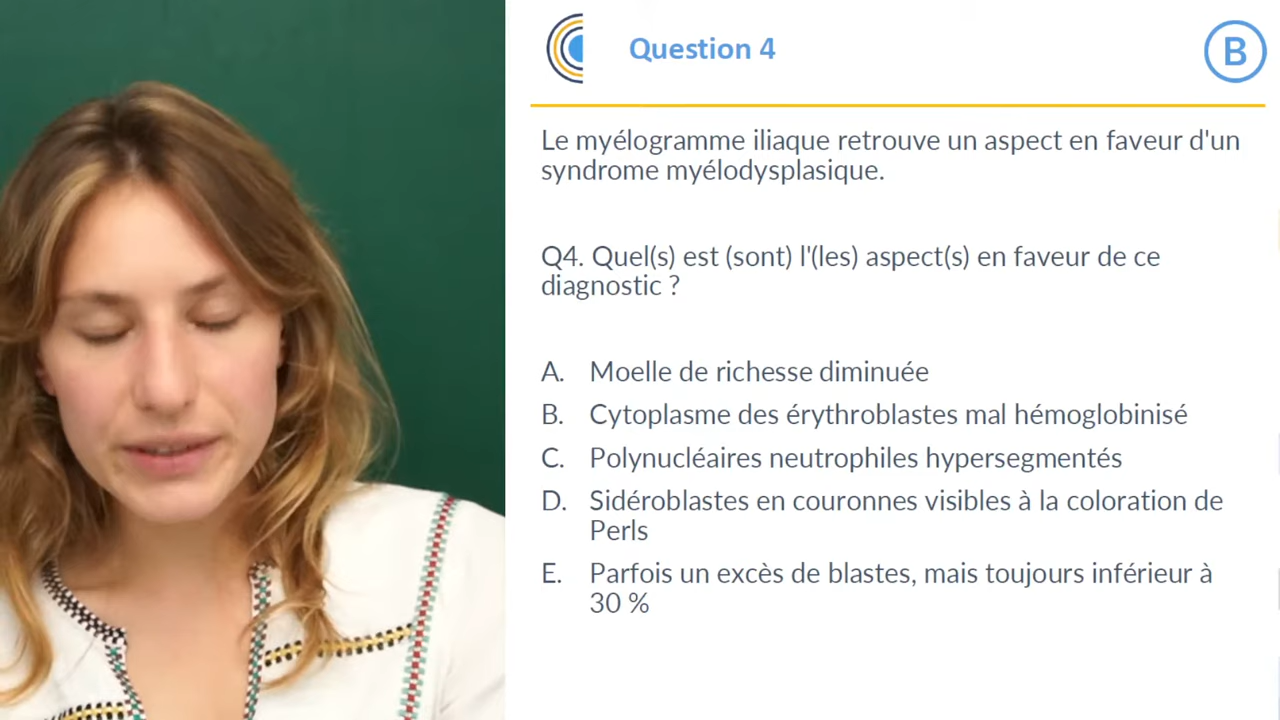 Question 4
B
Le myélogramme iliaque retrouve un aspect en faveur d'un
syndrome myélodysplasique.
Q4. Quel(s) est (sont) l'(les) aspect(s) en faveur de ce
diagnostic ?
A. Moelle de richesse diminuée
B. Cytoplasme des érythroblastes mal hémoglobinisé
C. Polynucléaires neutrophiles hypersegmentés
D. Sidéroblastes en couronnes visibles à la coloration de
Perls
E. Parfois un excès de blastes, mais toujours inférieur à
30 %